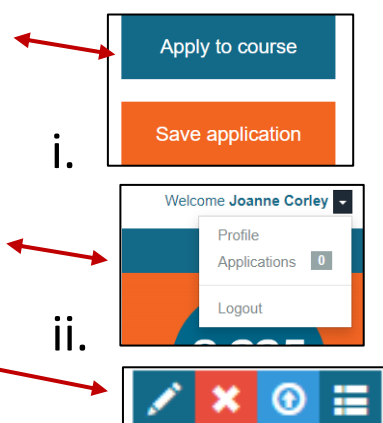 Apply to course
Save application
i.
Welcome Joanne Corley
Profile
Applications 0
Logout
ii.